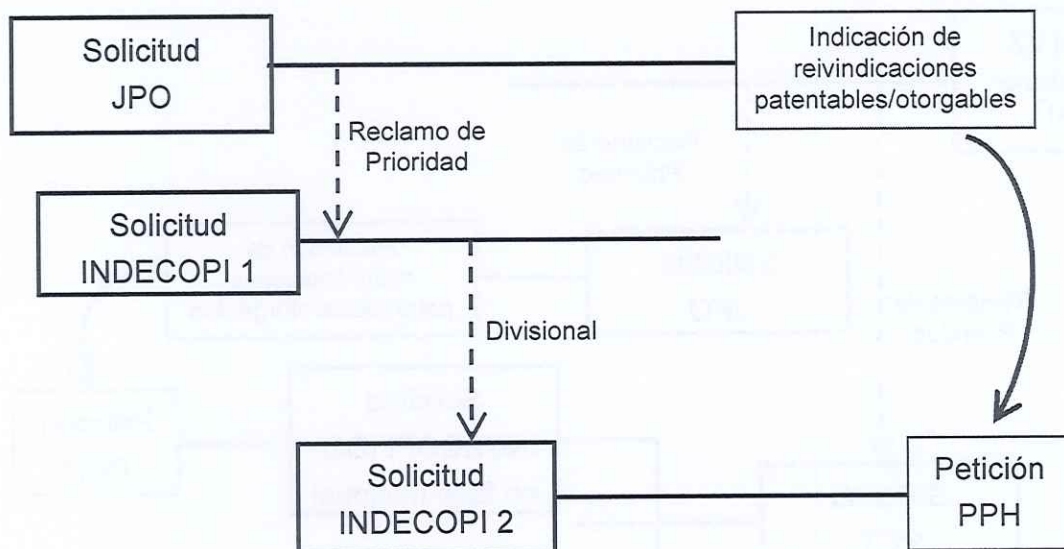 Solicitud
JPO
Indicación de
reivindicaciones
patentables/otorgables
Reclamo de
Prioridad
Solicitud
INDECOPI 1
Divisional
Solicitud
INDECOPI 2
Petición
PPH